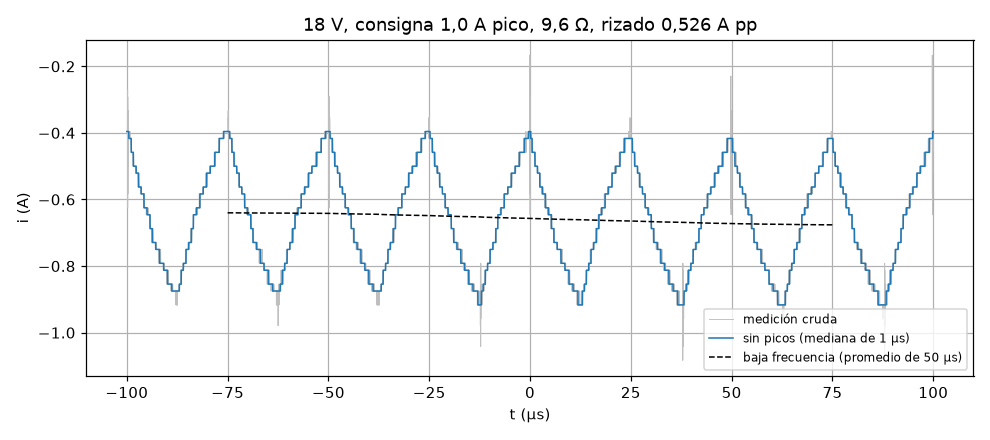 18 V, consigna 1,0 A pico, 9,6 Ω, rizado 0,526 A pp
i (A)
−0.2
−0.4
−0.6
−0.8
−1.0
medición cruda
sin picos (mediana de 1 µs)
baja frecuencia (promedio de 50 µs)
−100
−75
−50
−25
0
25
50
75
100
t (µs)